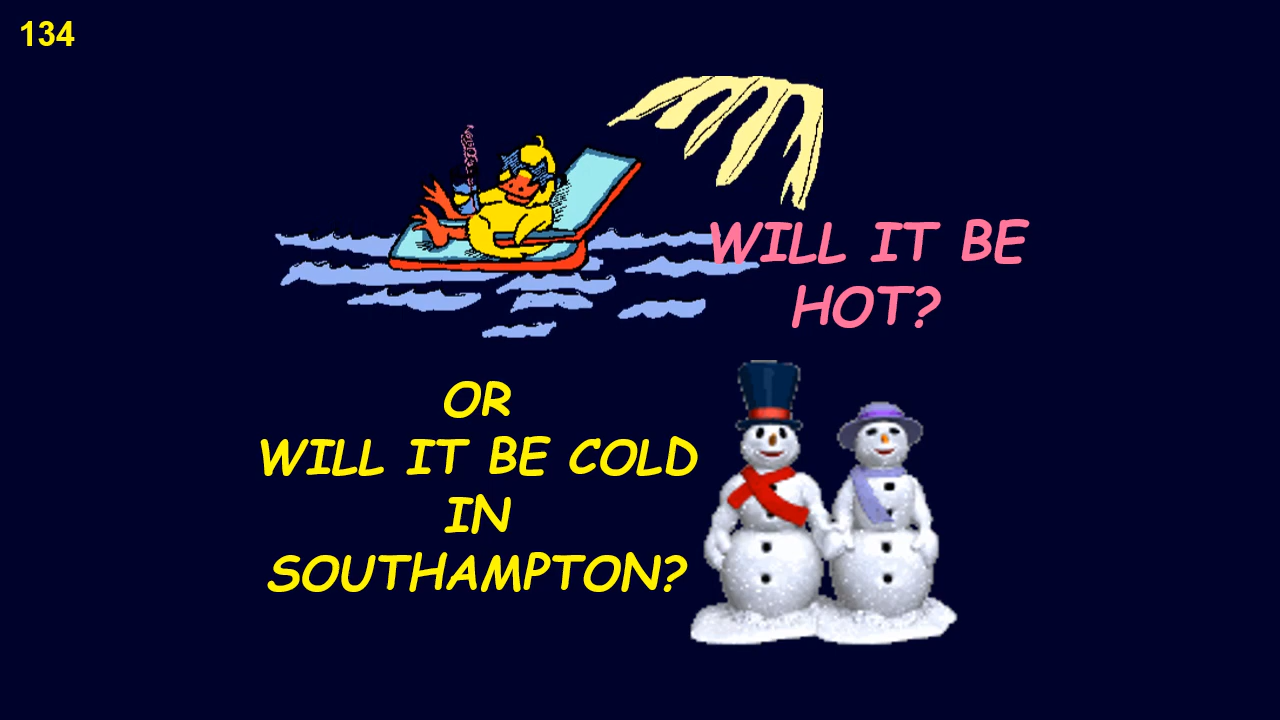 134
WILL IT BE
HOT?
OR
WILL IT BE COLD
IN
SOUTHAMPTON?